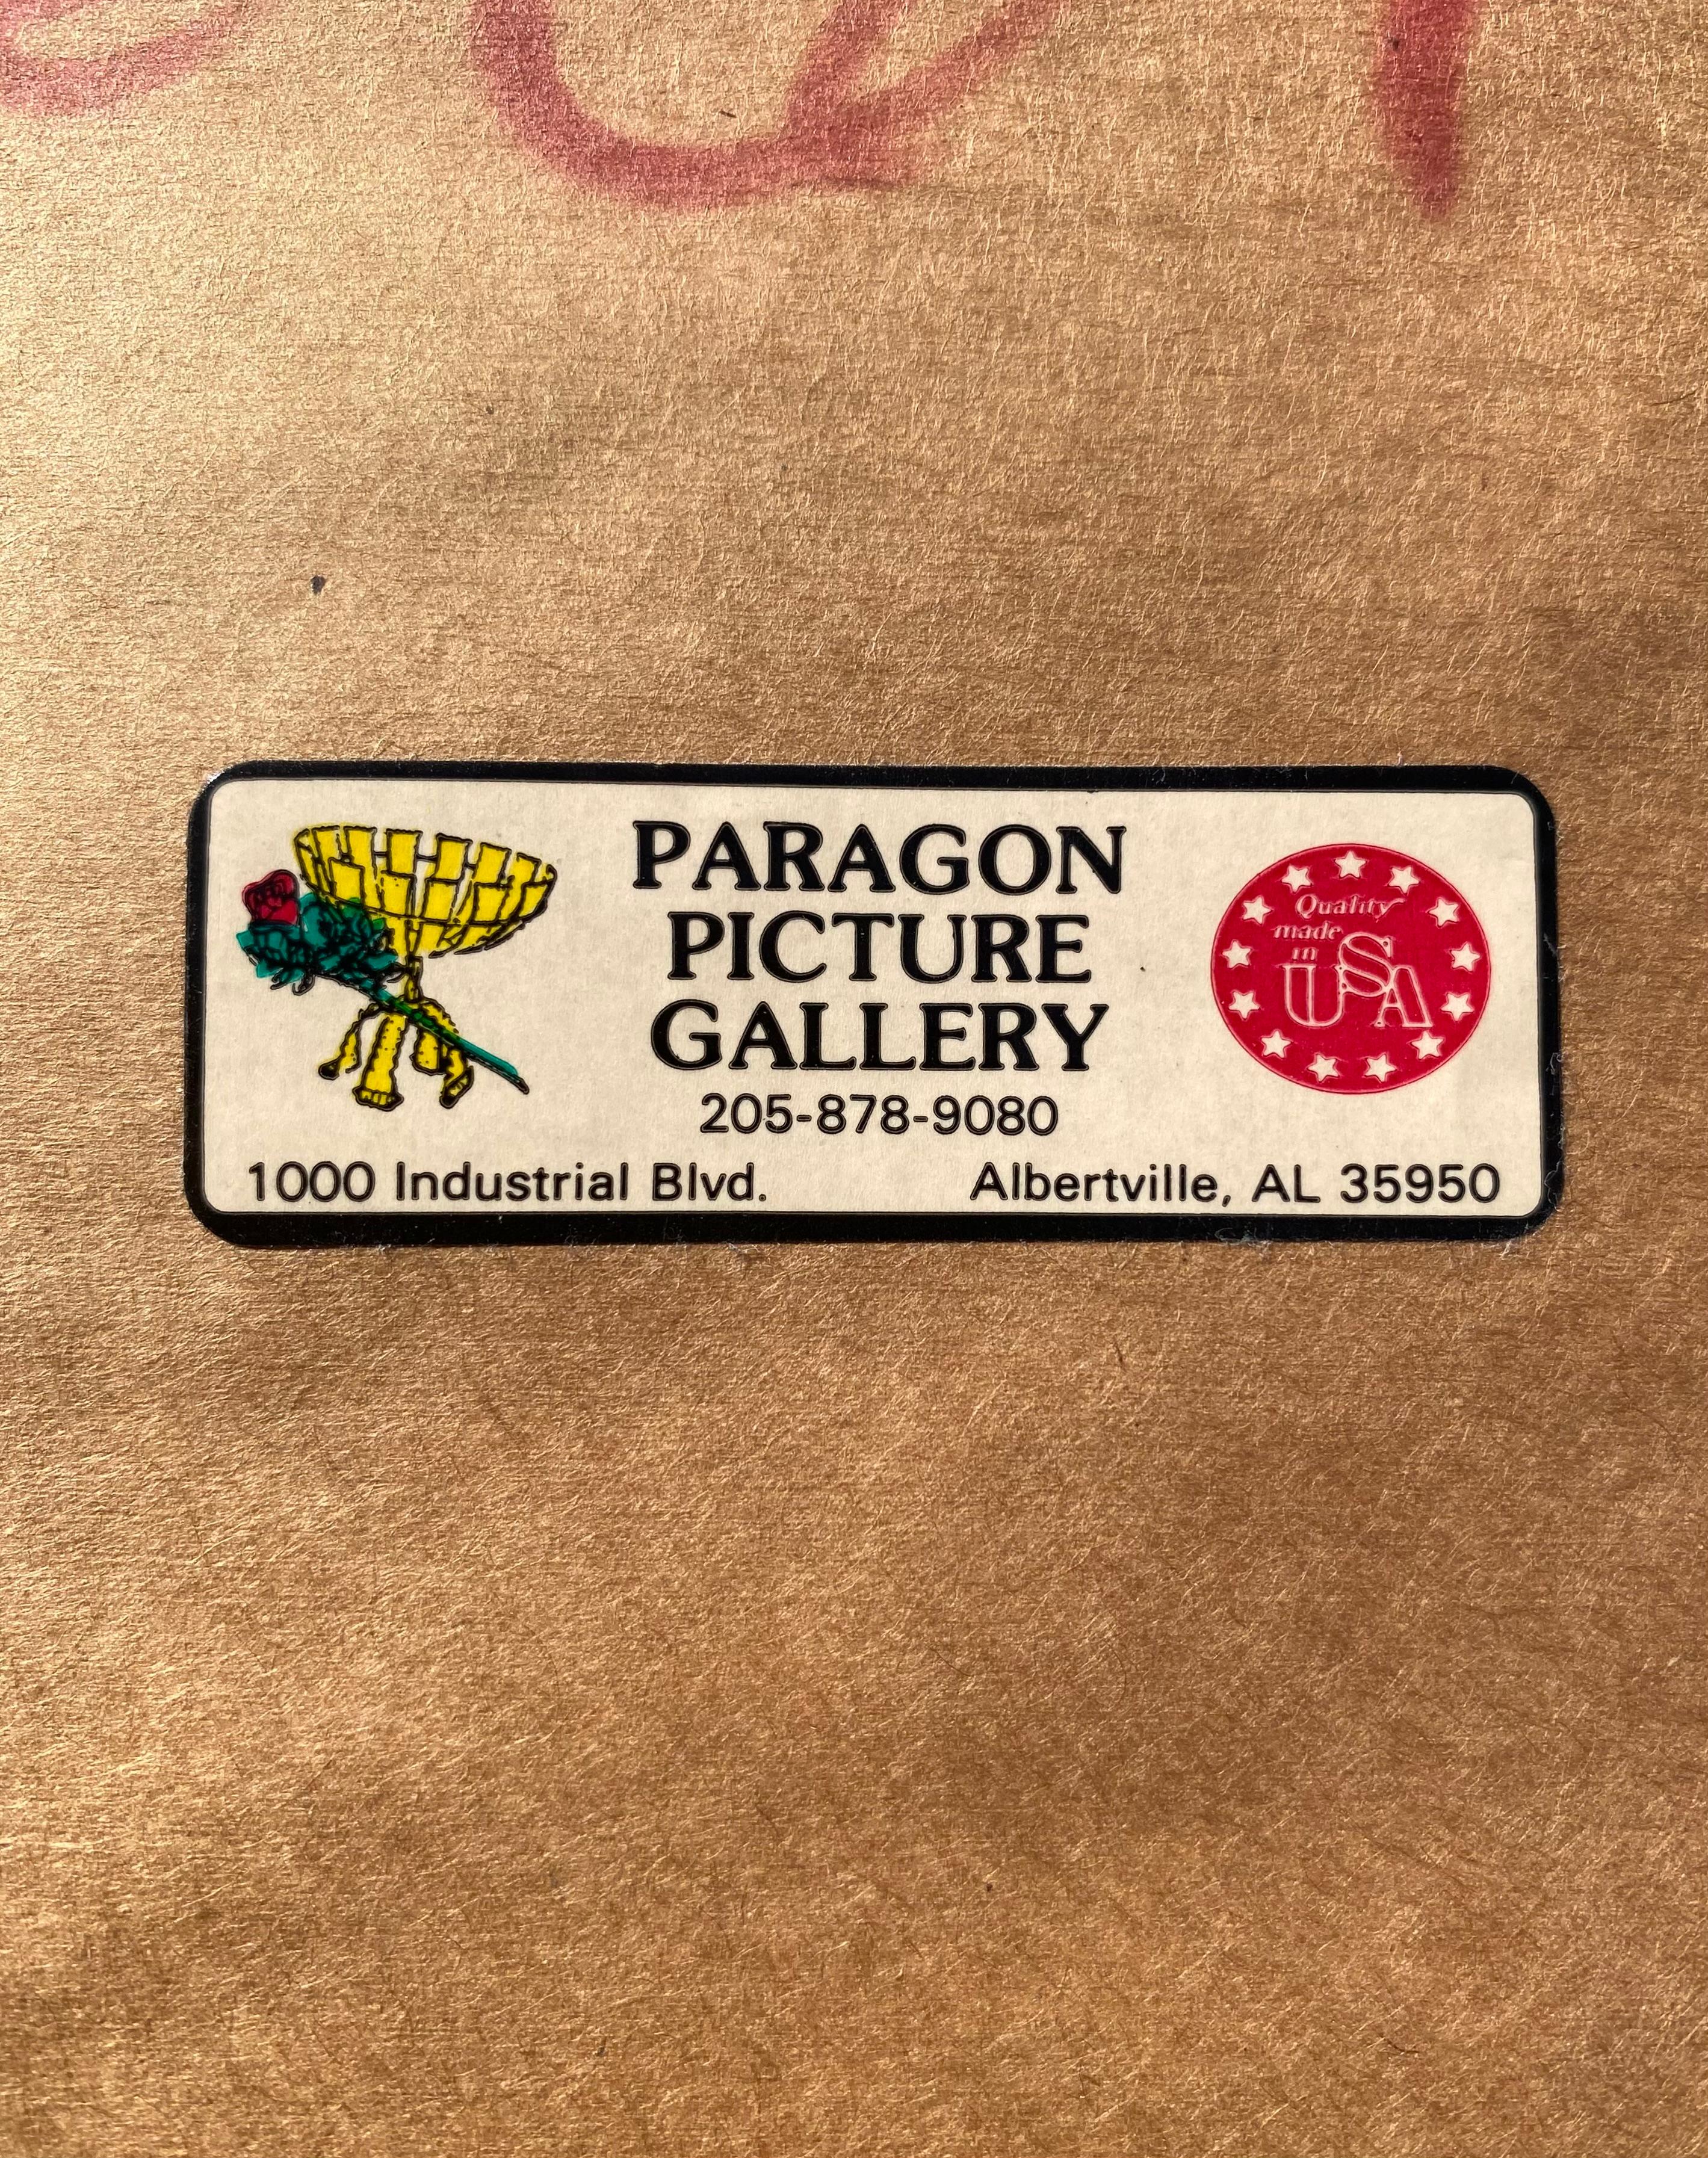 PARAGON
PICTURE
GALLERY
205-878-9080
1000 Industrial Blvd. Albertville, AL 35950
Quality
made
in
USA